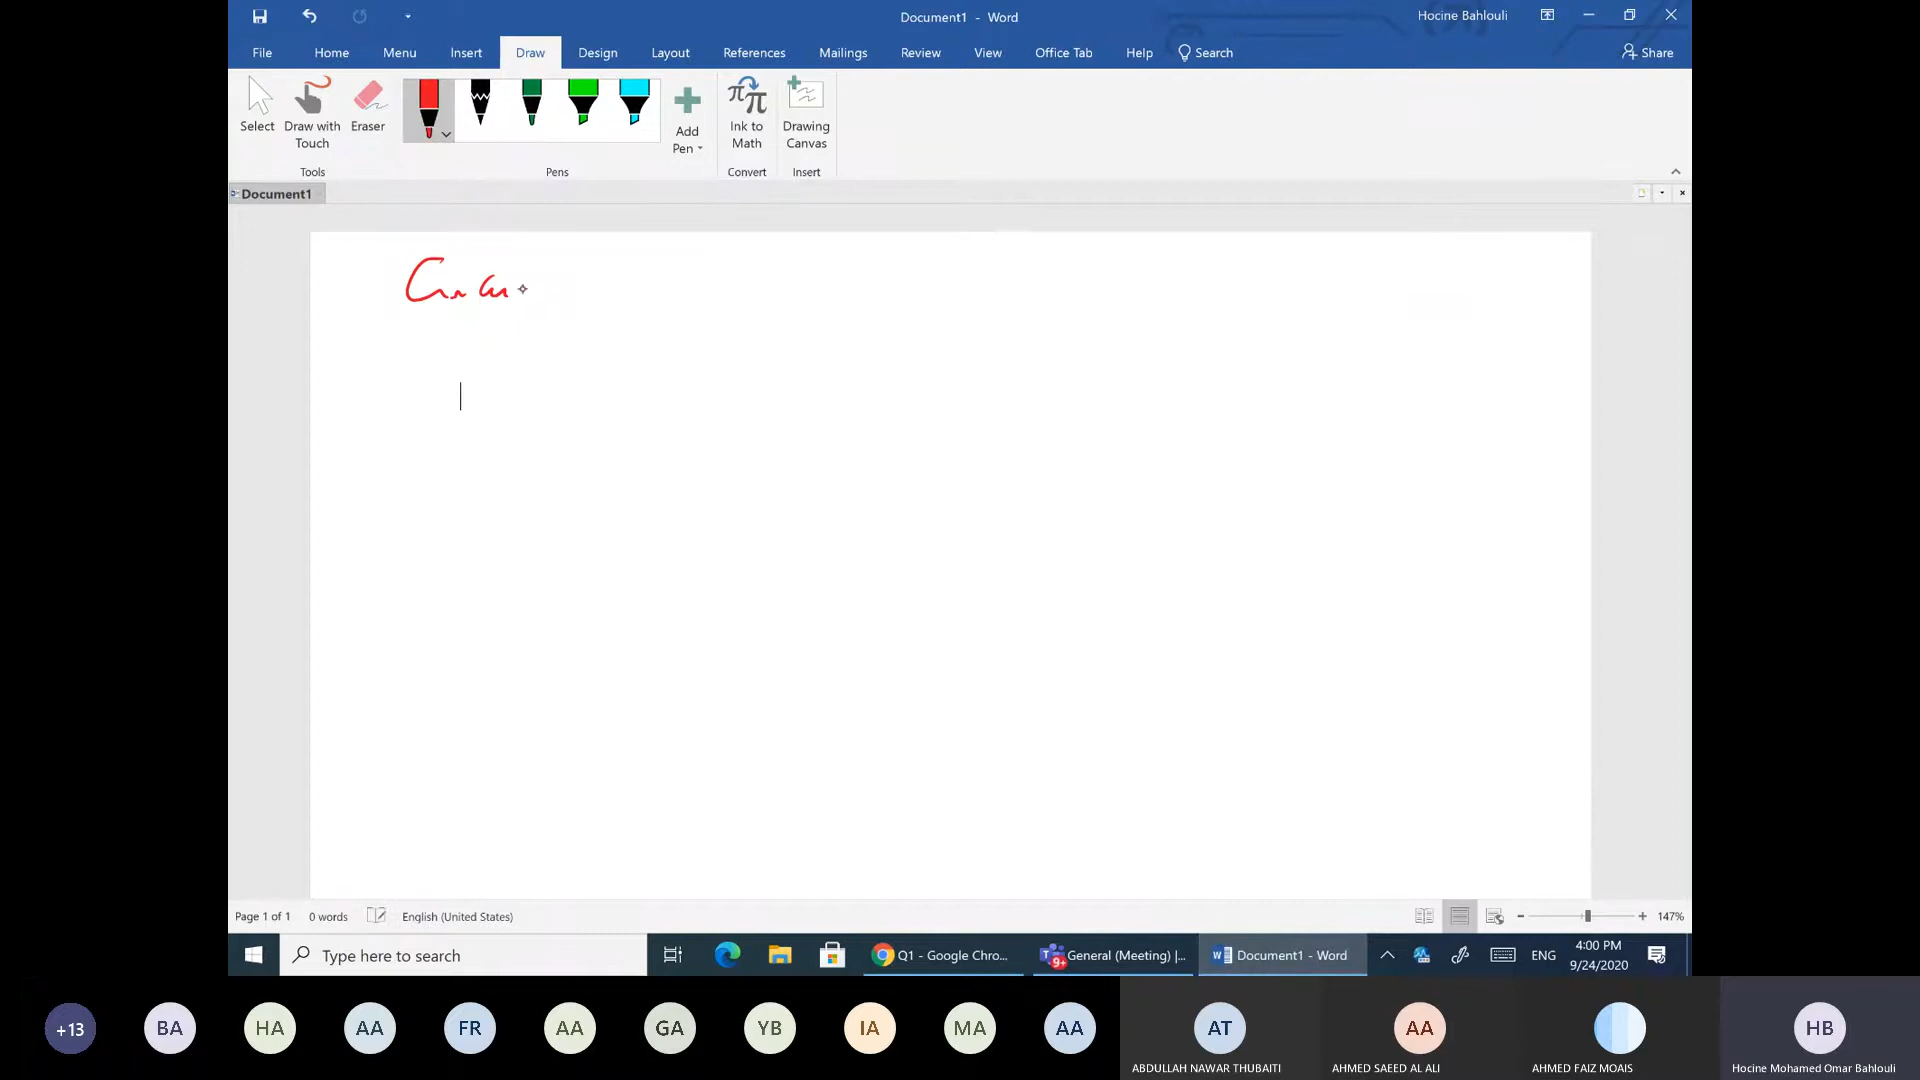 Document1 - Word
Hocine Bahlouli
File Home Menu Insert Draw Design Layout References Mailings Review View Office Tab Help Search Share
Select Draw with Touch Eraser Add Pen Ink to Math Drawing Canvas
Tools Pens Convert Insert
Document1
Page 1 of 1 0 words English (United States) 147%
Type here to search Q1 - Google Chro... 9+ General (Meeting) |... Document1 - Word ENG 4:00 PM
9/24/2020
+13 BA HA AA FR AA GA YB IA MA AA AT AA HB
ABDULLAH NAWAR THUBAITI AHMED SAEED AL ALI AHMED FAIZ MOAIS Hocine Mohamed Omar Bahlouli